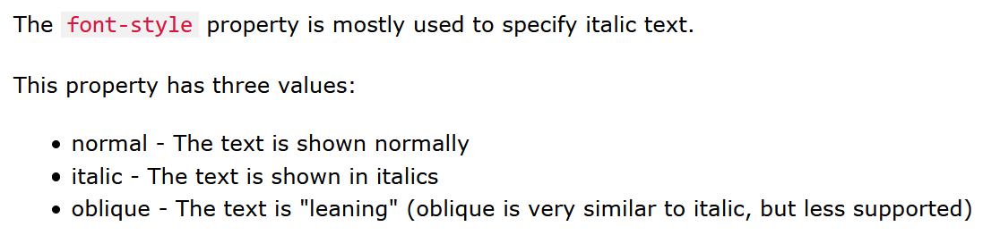 The font-style property is mostly used to specify italic text.
This property has three values:
• normal - The text is shown normally
• italic - The text is shown in italics
• oblique - The text is "leaning" (oblique is very similar to italic, but less supported)